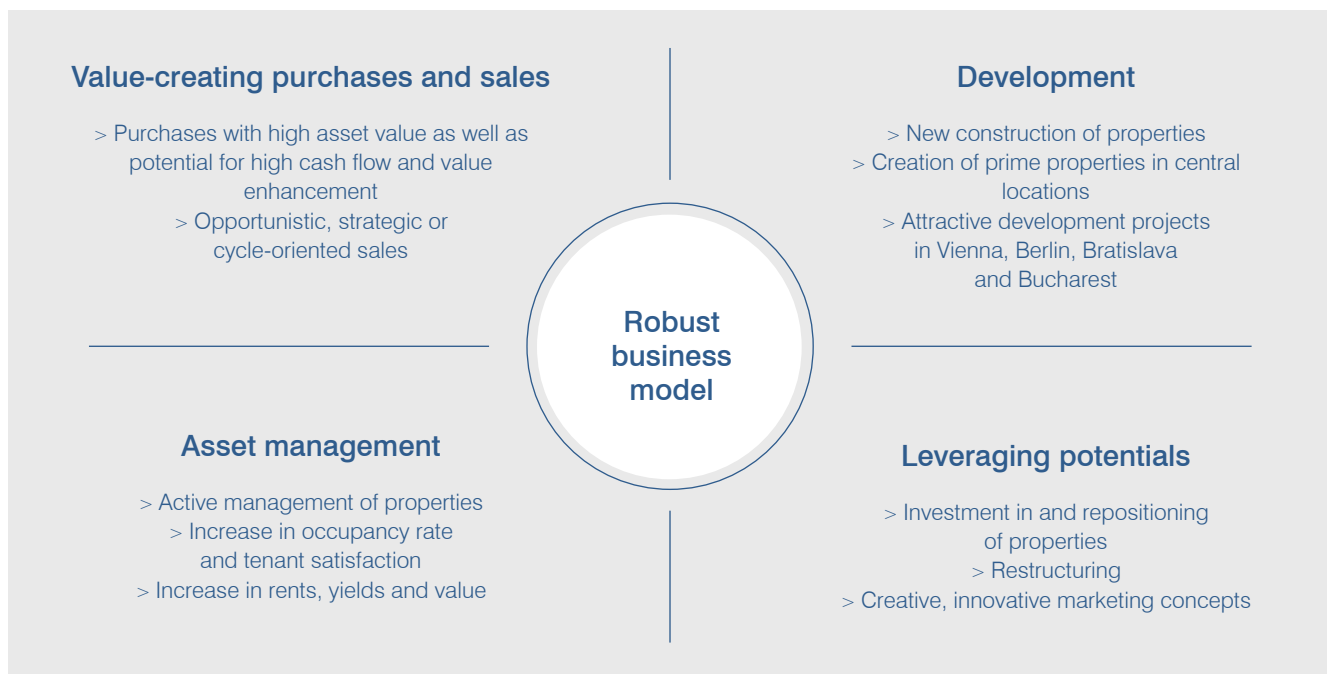 Value-creating purchases and sales
> Purchases with high asset value as well as
potential for high cash flow and value
enhancement
> Opportunistic, strategic or
cycle-oriented sales
Development
> New construction of properties
> Creation of prime properties in central
locations
> Attractive development projects
in Vienna, Berlin, Bratislava
and Bucharest
Robust
business
model
Asset management
> Active management of properties
> Increase in occupancy rate
and tenant satisfaction
> Increase in rents, yields and value
Leveraging potentials
> Investment in and repositioning
of properties
> Restructuring
> Creative, innovative marketing concepts